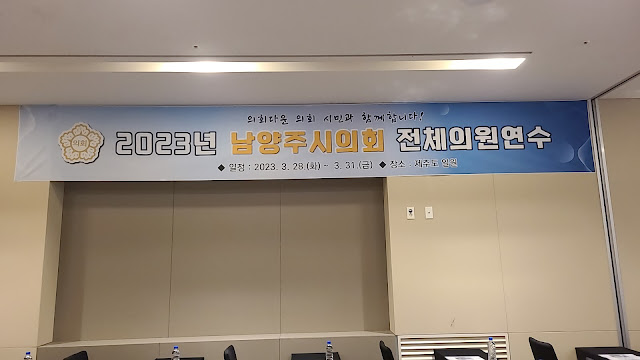 의회다운 의회 시민과 함께합니다!
의회 2023년 남양주시의회 전체의원연수
◆ 일정 : 2023. 3. 28.(화) ~ 3. 31.(금) ◆ 장소 : 제주도 일원